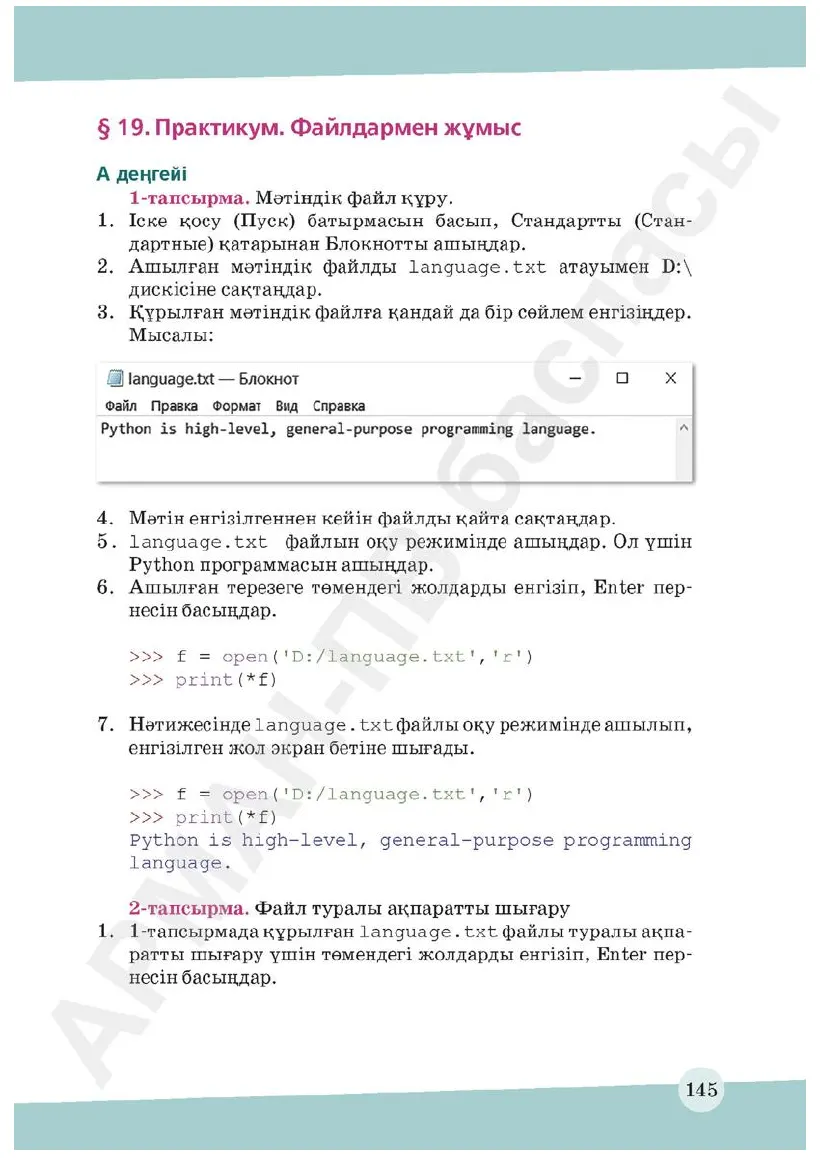 § 19. Практикум. Файлдармен жұмыс
А деңгейі
1-тапсырма. Мәтіндік файл құру.
1. Іске қосу (Пуск) батырмасын басып, Стандартты (Стан-
дартные) қатарынан Блокнотты ашыңдар.
2. Ашылған мәтіндік файлды language.txt атауымен D:\
дискісіне сақтаңдар.
3. Құрылған мәтіндік файлға қандай да бір сөйлем енгізіңдер.
Мысалы:
language.txt — Блокнот
Файл Правка Формат Вид Справка
Python is high-level, general-purpose programming language.
4. Мәтін енгізілгеннен кейін файлды қайта сақтаңдар.
5. language.txt файлын оқу режимінде ашыңдар. Ол үшін
Python программасын ашыңдар.
6. Ашылған терезеге төмендегі жолдарды енгізіп, Enter пер-
несін басыңдар.
>>> f = open('D:/language.txt','r')
>>> print(*f)
7. Нәтижесінде language.txt файлы оқу режимінде ашылып,
енгізілген жол экран бетіне шығады.
>>> f = open('D:/language.txt','r')
>>> print(*f)
Python is high-level, general-purpose programming
language.
2-тапсырма. Файл туралы ақпаратты шығару
1. 1-тапсырмада құрылған language.txt файлы туралы ақпа-
ратты шығару үшін төмендегі жолдарды енгізіп, Enter пер-
несін басыңдар.
145
АРМАН-ПВ баспасы